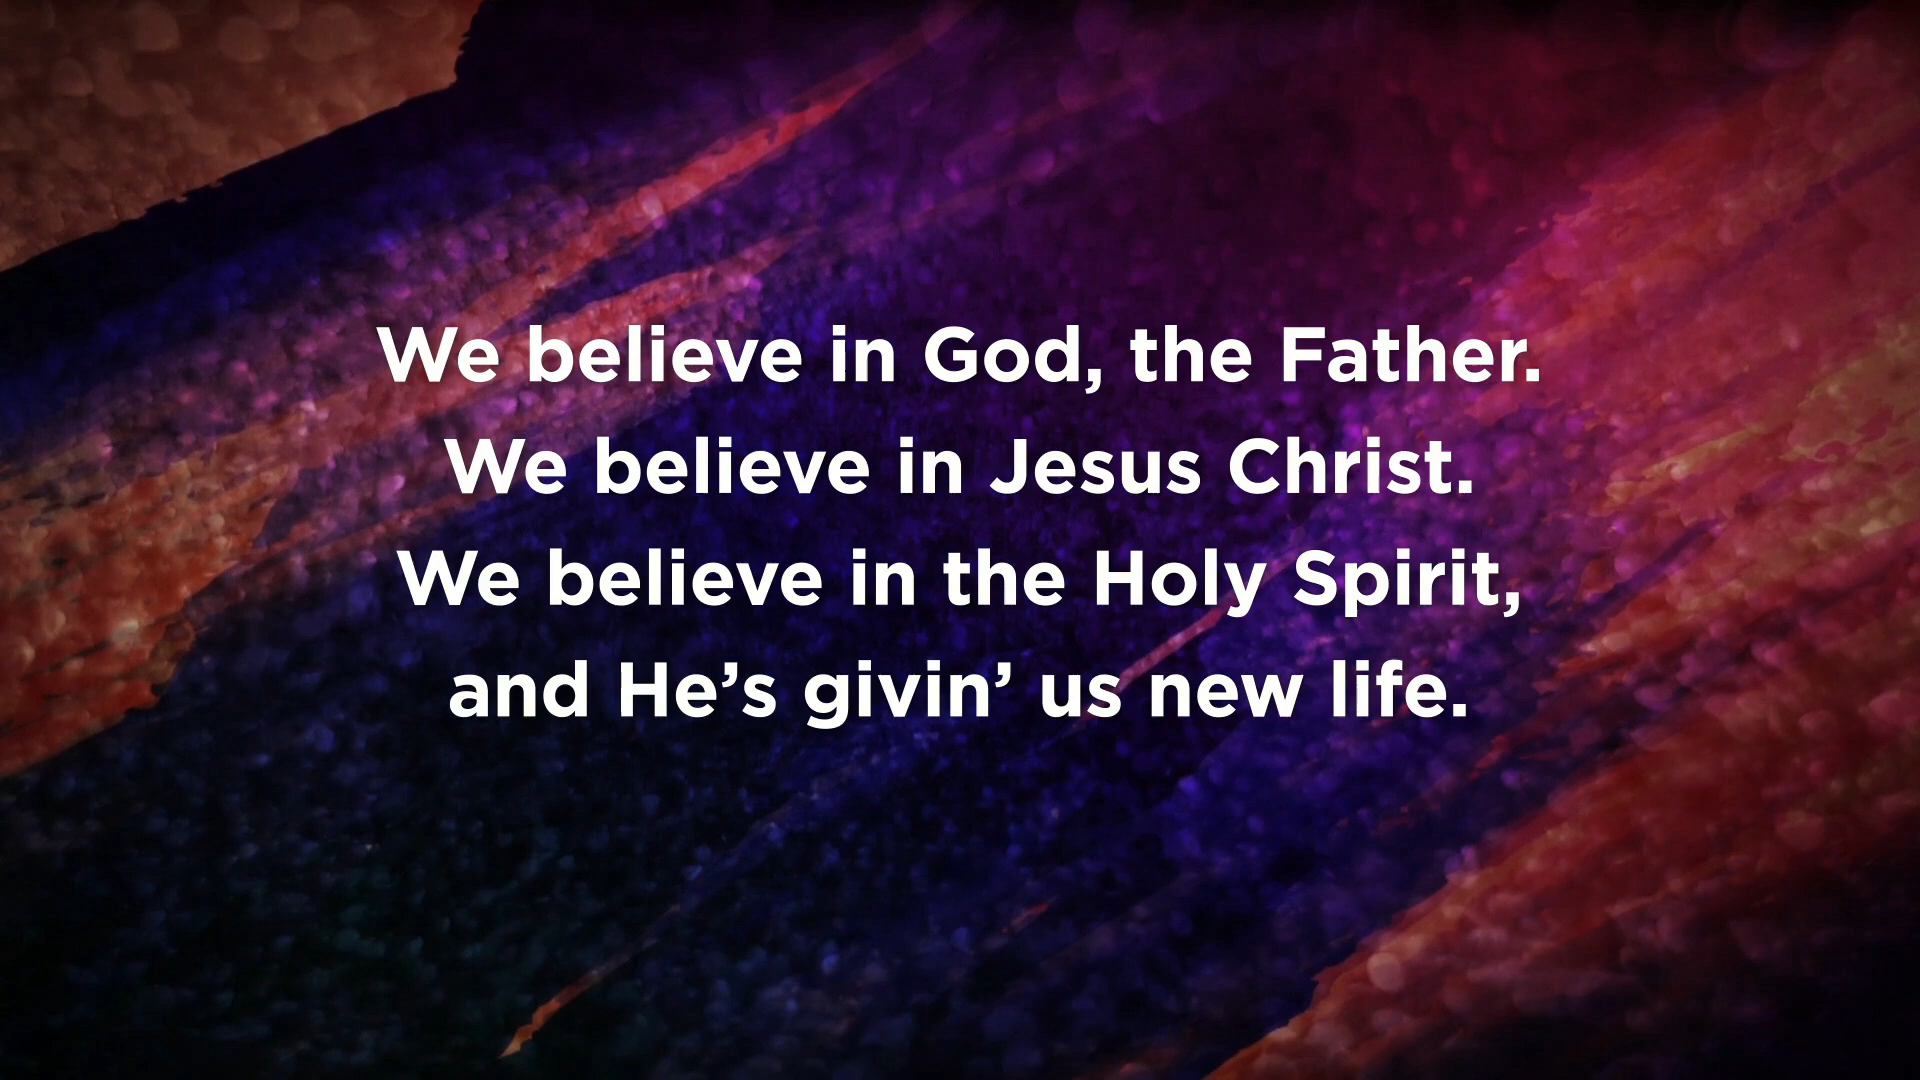 We believe in God, the Father.
We believe in Jesus Christ.
We believe in the Holy Spirit,
and He’s givin’ us new life.